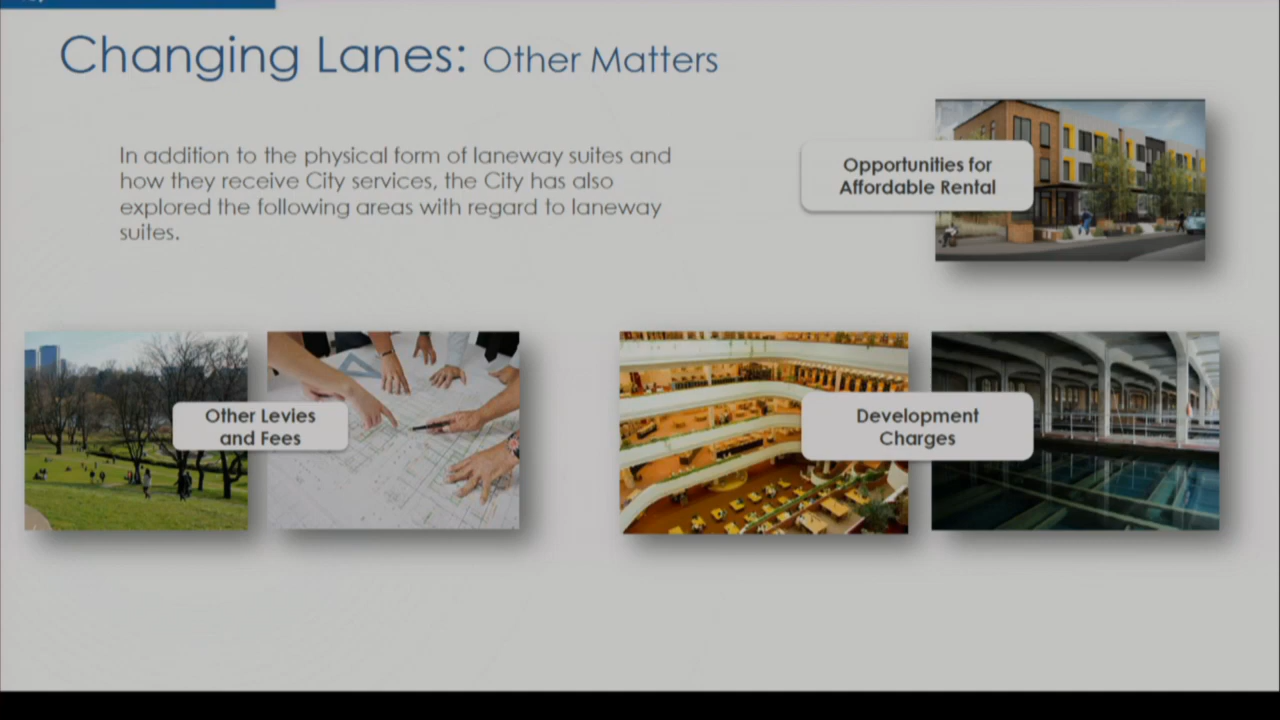 Changing Lanes: Other Matters
In addition to the physical form of laneway suites and
how they receive City services, the City has also
explored the following areas with regard to laneway
suites.
Opportunities for
Affordable Rental
Other Levies
and Fees
Development
Charges